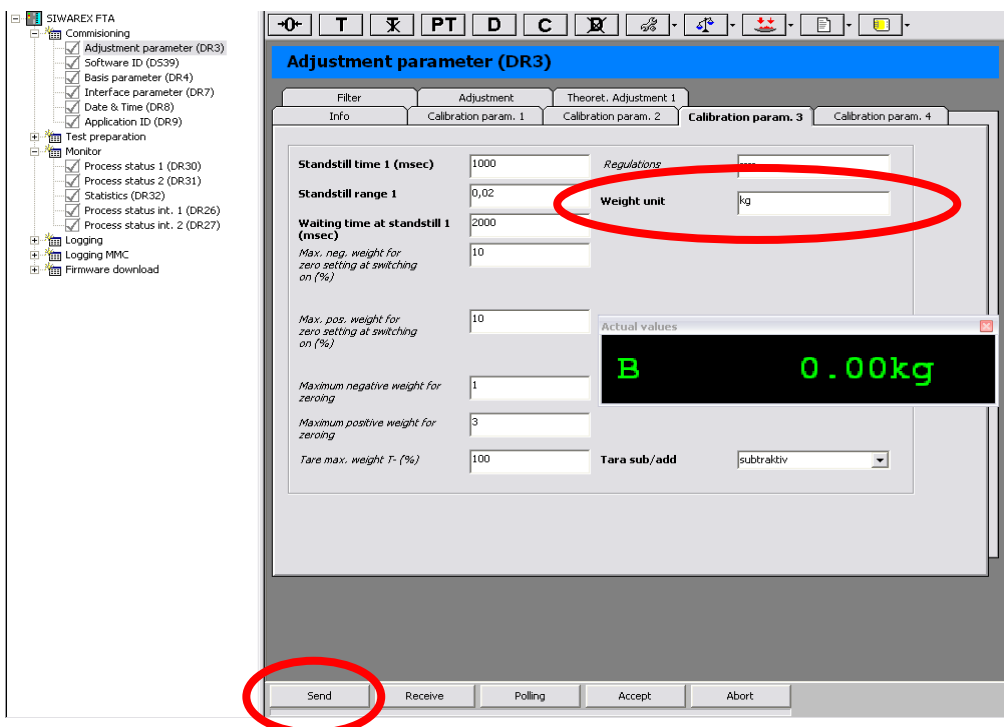 SIWAREX FTA
Commisioning
Adjustment parameter (DR3)
Software ID (DS39)
Basis parameter (DR4)
Interface parameter (DR7)
Date & Time (DR8)
Application ID (DR9)
Test preparation
Monitor
Process status 1 (DR30)
Process status 2 (DR31)
Statistics (DR32)
Process status int. 1 (DR26)
Process status int. 2 (DR27)
Logging
Logging MMC
Firmware download
→0← T T PT D C D
Adjustment parameter (DR3)
Filter Adjustment Theoret. Adjustment 1
Info Calibration param. 1 Calibration param. 2 Calibration param. 3 Calibration param. 4
Standstill time 1 (msec) 1000 Regulations ----
Standstill range 1 0,02 Weight unit kg
Waiting time at standstill 1 2000
(msec)
Max. neg. weight for 10
zero setting at switching
on (%)
Max. pos. weight for 10
zero setting at switching
on (%)
Actual values
B 0.00kg
Maximum negative weight for 1
zeroing
Maximum positive weight for 3
zeroing
Tare max. weight T- (%) 100 Tara sub/add subtraktiv
Send Receive Polling Accept Abort